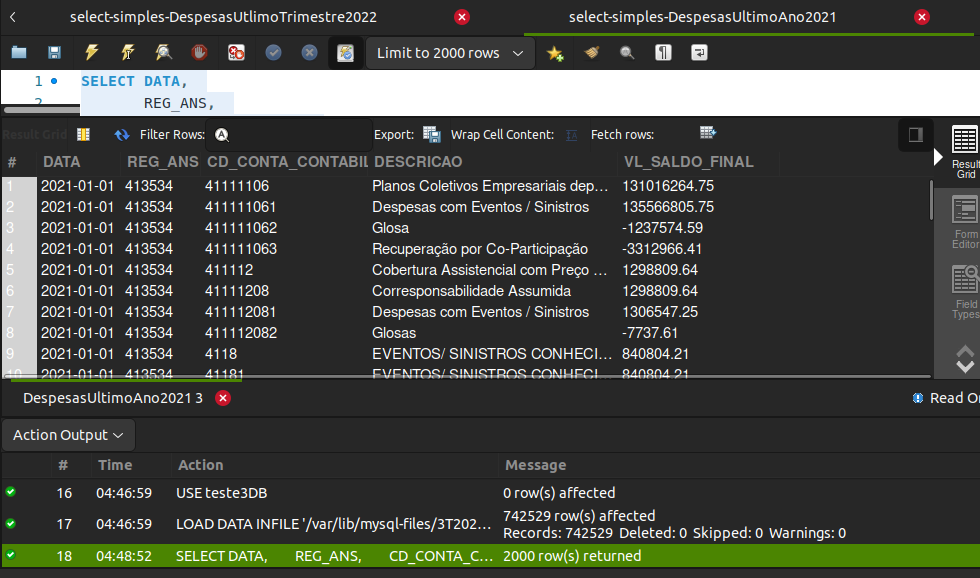 select-simples-DespesasUtlimoTrimestre2022 select-simples-DespesasUltimoAno2021
Limit to 2000 rows
1 SELECT DATA,
2 REG_ANS,
Result Grid Filter Rows: Export: Wrap Cell Content: Fetch rows:
# DATA REG_ANS CD_CONTA_CONTABIL DESCRICAO VL_SALDO_FINAL
1 2021-01-01 413534 41111106 Planos Coletivos Empresariais dep... 131016264.75
2 2021-01-01 413534 411111061 Despesas com Eventos / Sinistros 135566805.75
3 2021-01-01 413534 411111062 Glosa -1237574.59
4 2021-01-01 413534 411111063 Recuperação por Co-Participação -3312966.41
5 2021-01-01 413534 411112 Cobertura Assistencial com Preço ... 1298809.64
6 2021-01-01 413534 41111208 Corresponsabilidade Assumida 1298809.64
7 2021-01-01 413534 411112081 Despesas com Eventos / Sinistros 1306547.25
8 2021-01-01 413534 411112082 Glosas -7737.61
9 2021-01-01 413534 4118 EVENTOS/ SINISTROS CONHECI... 840804.21
10 2021-01-01 413534 41181 EVENTOS/ SINISTROS CONHECI... 840804.21
Result
Grid
Form
Editor
Field
Types
DespesasUltimoAno2021 3 Read On
Action Output
# Time Action Message
16 04:46:59 USE teste3DB 0 row(s) affected
17 04:46:59 LOAD DATA INFILE '/var/lib/mysql-files/3T202... 742529 row(s) affected
Records: 742529 Deleted: 0 Skipped: 0 Warnings: 0
18 04:48:52 SELECT DATA, REG_ANS, CD_CONTA_C... 2000 row(s) returned